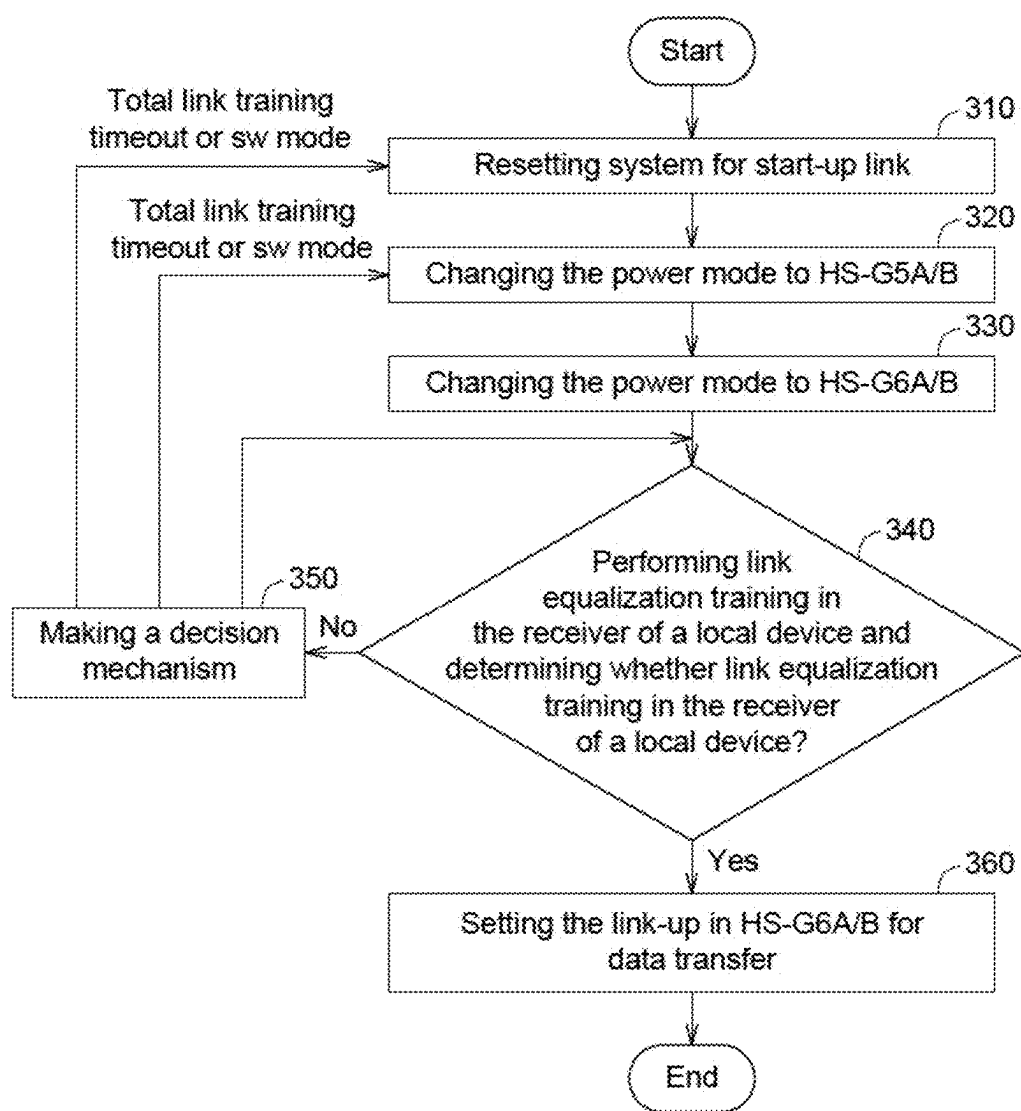 Start
Total link training
timeout or sw mode
310
Resetting system for start-up link
Total link training
timeout or sw mode
320
Changing the power mode to HS-G5A/B
330
Changing the power mode to HS-G6A/B
340
Performing link
equalization training in
the receiver of a local device and
determining whether link equalization
training in the receiver
of a local device?
350
Making a decision
mechanism
No
Yes
360
Setting the link-up in HS-G6A/B for
data transfer
End